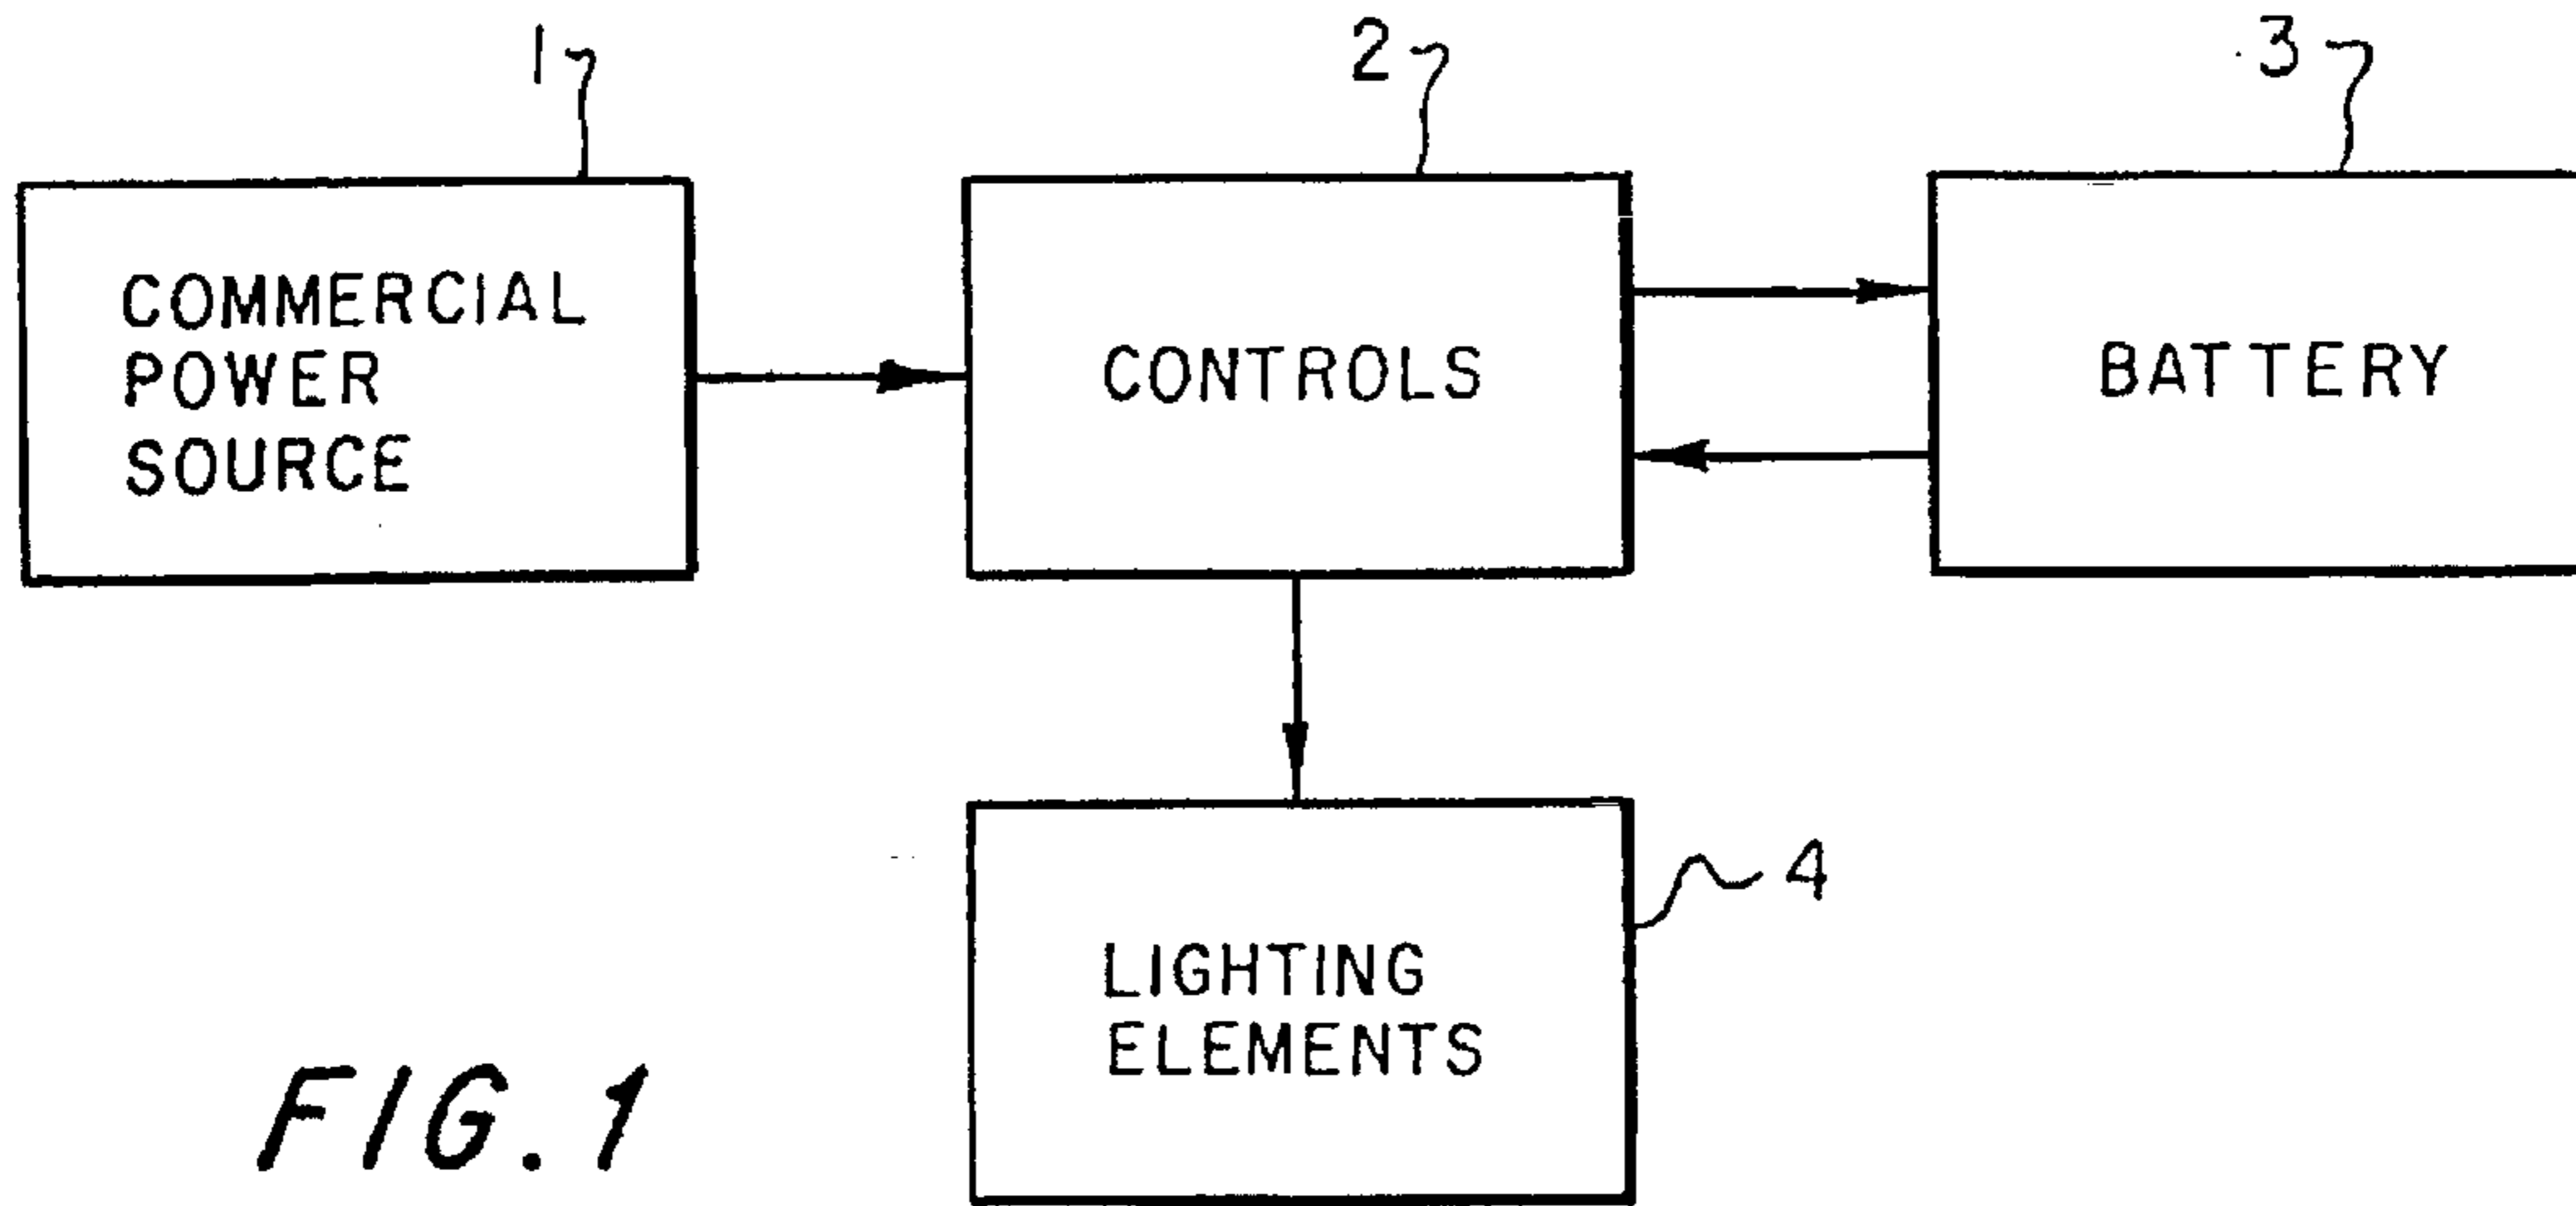 1
2
3
COMMERCIAL
POWER
SOURCE
CONTROLS
BATTERY
4
LIGHTING
ELEMENTS
FIG. 1